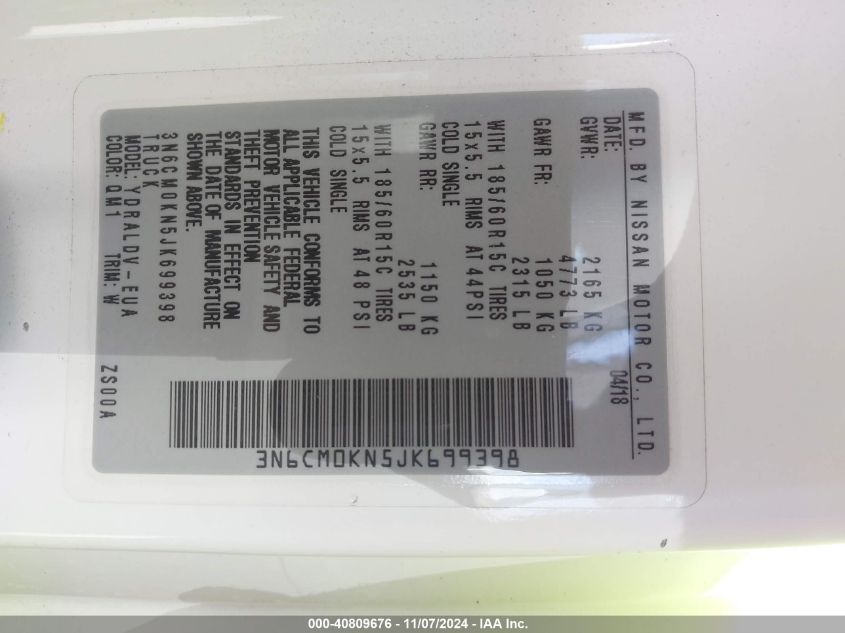 MFD. BY NISSAN MOTOR CO., LTD.
DATE: 04/18
GVWR: 2165 KG
4773 LB
GAWR FR: 1050 KG
2315 LB
WITH 185/60R15C TIRES
15x5.5 RIMS AT 44PSI
COLD SINGLE
GAWR RR: 1150 KG
2535 LB
WITH 185/60R15C TIRES
15x5.5 RIMS AT 48 PSI
COLD SINGLE
THIS VEHICLE CONFORMS TO
ALL APPLICABLE FEDERAL
MOTOR VEHICLE SAFETY AND
THEFT PREVENTION
STANDARDS IN EFFECT ON
THE DATE OF MANUFACTURE
SHOWN ABOVE.
3N6CM0KN5JK699398
TRUCK
MODEL: YDRALDV-EUA
COLOR: QM1 TRIM: W ZS00A
3N6CM0KN5JK699398
000-40809676 - 11/07/2024 - IAA Inc.